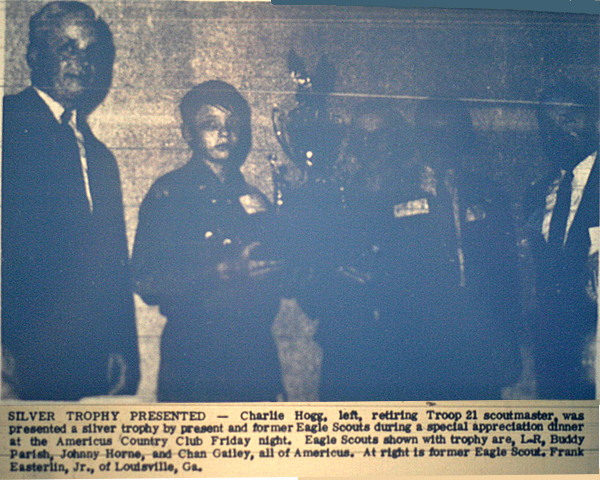 SILVER TROPHY PRESENTED — Charlie Hogg, left, retiring Troop 21 scoutmaster, was
presented a silver trophy by present and former Eagle Scouts during a special appreciation dinner
at the Americus Country Club Friday night. Eagle Scouts shown with trophy are, L-R, Buddy
Parish, Johnny Horne, and Chan Gailey, all of Americus. At right is former Eagle Scout. Frank
Easterlin, Jr., of Louisville, Ga.